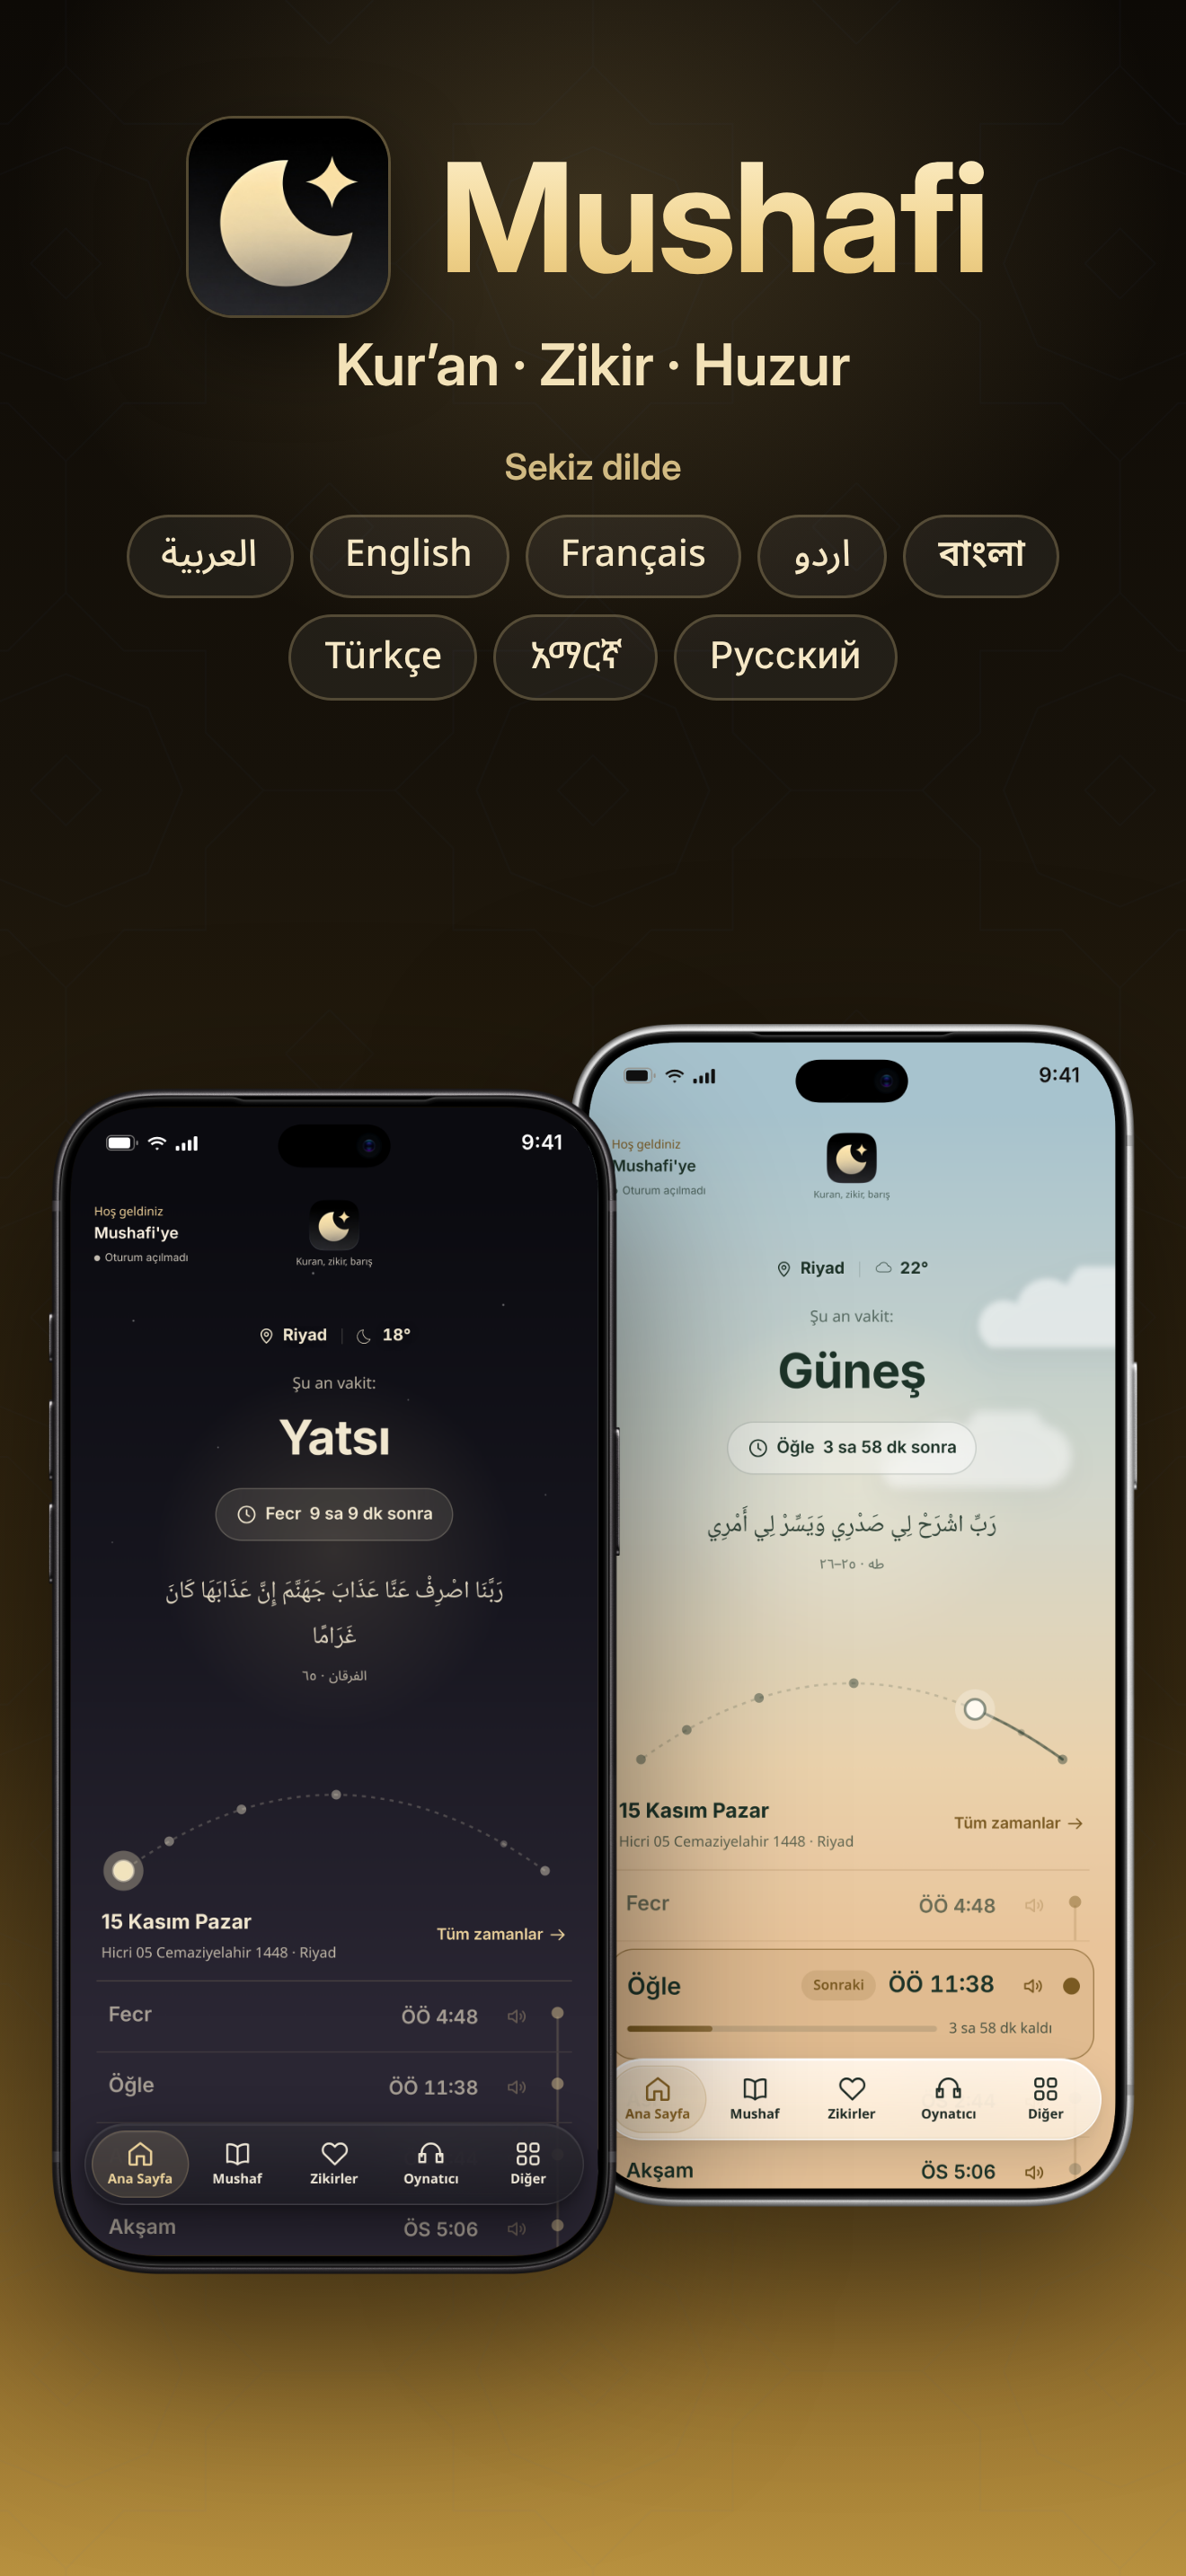 Mushafi
Kur’an · Zikir · Huzur
Sekiz dilde
العربية English Français اردو বাংলা
Türkçe አማርኛ Русский
9:41
Hoş geldiniz
Mushafi'ye
Oturum açılmadı
Kuran, zikir, barış
Riyad 18°
Şu an vakit:
Yatsı
Fecr 9 sa 9 dk sonra
رَبَّنَا اصْرِفْ عَنَّا عَذَابَ جَهَنَّمَ إِنَّ عَذَابَهَا كَانَ
غَرَامًا
الفرقان · ٦٥
15 Kasım Pazar
Tüm zamanlar →
Hicri 05 Cemaziyelahir 1448 · Riyad
Fecr ÖÖ 4:48
Öğle ÖÖ 11:38
Ana Sayfa Mushaf Zikirler Oynatıcı Diğer
Akşam ÖS 5:06
9:41
Hoş geldiniz
Mushafi'ye
Oturum açılmadı
Kuran, zikir, barış
Riyad 22°
Şu an vakit:
Güneş
Öğle 3 sa 58 dk sonra
رَبِّ اشْرَحْ لِي صَدْرِي وَيَسِّرْ لِي أَمْرِي
طه · ٢٥–٢٦
15 Kasım Pazar
Tüm zamanlar →
Hicri 05 Cemaziyelahir 1448 · Riyad
Fecr ÖÖ 4:48
Öğle Sonraki ÖÖ 11:38
3 sa 58 dk kaldı
Ana Sayfa Mushaf Zikirler Oynatıcı Diğer
Akşam ÖS 5:06